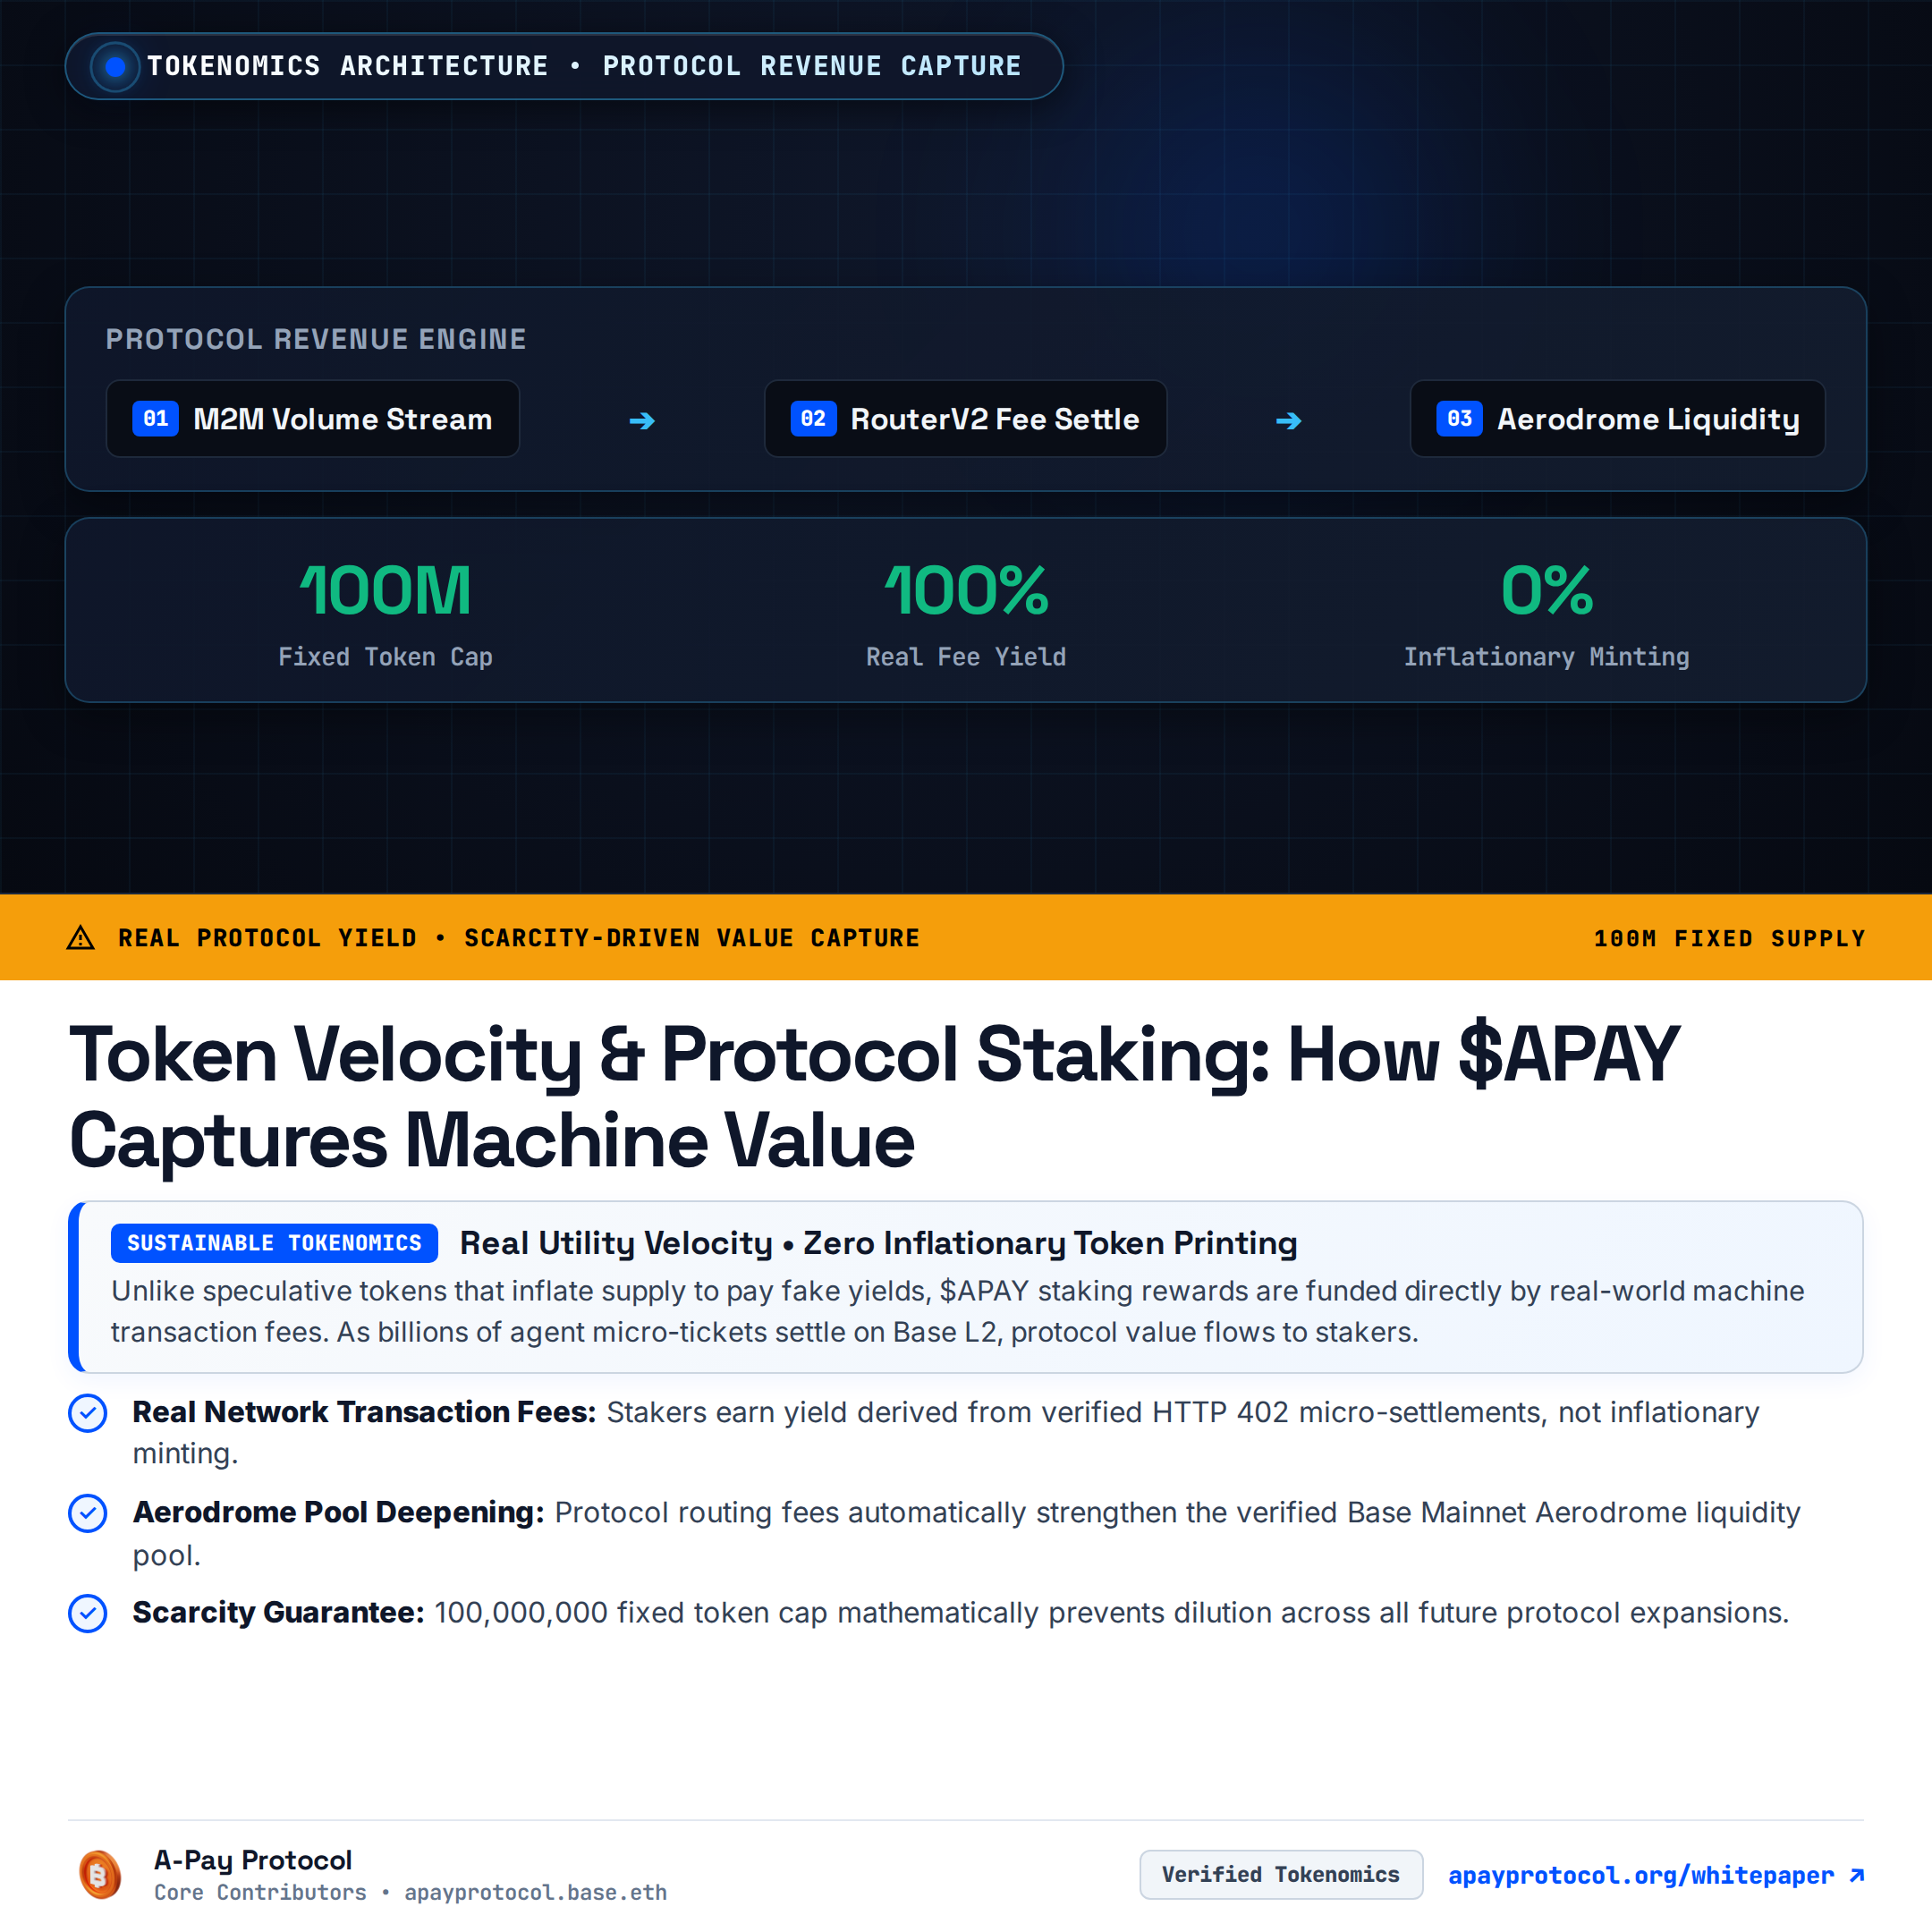 TOKENOMICS ARCHITECTURE • PROTOCOL REVENUE CAPTURE
PROTOCOL REVENUE ENGINE
01 M2M Volume Stream ➔ 02 RouterV2 Fee Settle ➔ 03 Aerodrome Liquidity
100M 100% 0%
Fixed Token Cap Real Fee Yield Inflationary Minting
REAL PROTOCOL YIELD • SCARCITY-DRIVEN VALUE CAPTURE 100M FIXED SUPPLY
Token Velocity & Protocol Staking: How $APAY
Captures Machine Value
SUSTAINABLE TOKENOMICS Real Utility Velocity • Zero Inflationary Token Printing
Unlike speculative tokens that inflate supply to pay fake yields, $APAY staking rewards are funded directly by real-world machine
transaction fees. As billions of agent micro-tickets settle on Base L2, protocol value flows to stakers.
Real Network Transaction Fees: Stakers earn yield derived from verified HTTP 402 micro-settlements, not inflationary
minting.
Aerodrome Pool Deepening: Protocol routing fees automatically strengthen the verified Base Mainnet Aerodrome liquidity
pool.
Scarcity Guarantee: 100,000,000 fixed token cap mathematically prevents dilution across all future protocol expansions.
A-Pay Protocol
Core Contributors • apayprotocol.base.eth
Verified Tokenomics apayprotocol.org/whitepaper ↗